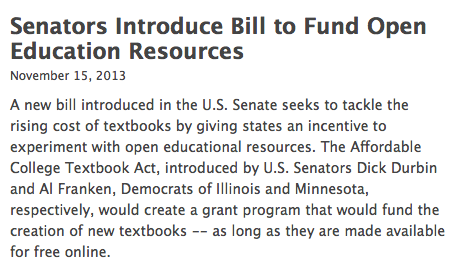 Senators Introduce Bill to Fund Open
Education Resources
November 15, 2013
A new bill introduced in the U.S. Senate seeks to tackle the
rising cost of textbooks by giving states an incentive to
experiment with open educational resources. The Affordable
College Textbook Act, introduced by U.S. Senators Dick Durbin
and Al Franken, Democrats of Illinois and Minnesota,
respectively, would create a grant program that would fund the
creation of new textbooks -- as long as they are made available
for free online.